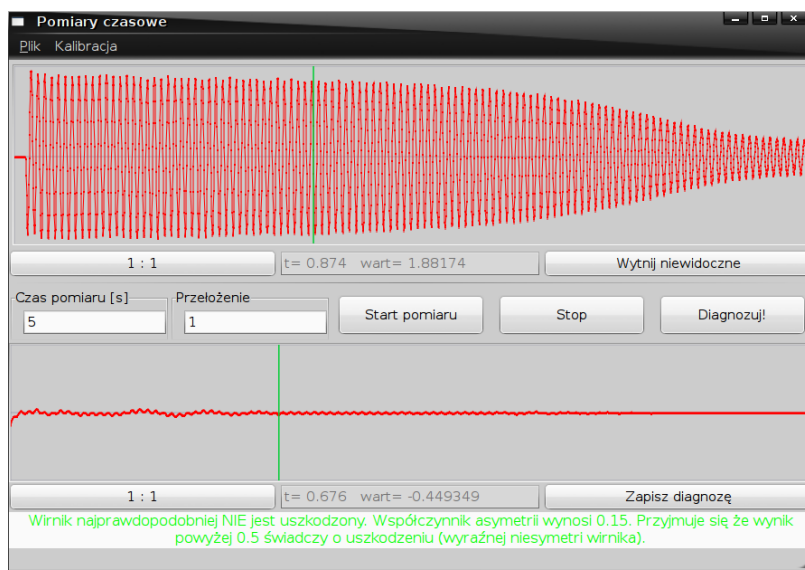 Pomiary czasowe
Plik Kalibracja
1 : 1
t= 0.874 wart= 1.88174
Wytnij niewidoczne
Czas pomiaru [s]
Przełożenie
5
1
Start pomiaru
Stop
Diagnozuj!
1 : 1
t= 0.676 wart= -0.449349
Zapisz diagnozę
Wirnik najprawdopodobniej NIE jest uszkodzony. Współczynnik asymetrii wynosi 0.15. Przyjmuje się że wynik
powyżej 0.5 świadczy o uszkodzeniu (wyraźnej niesymetri wirnika).